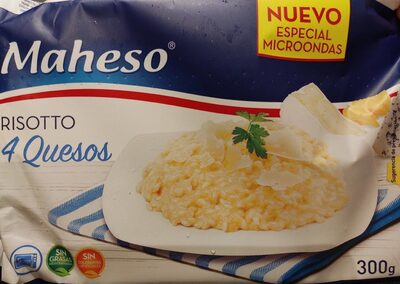 NUEVO
ESPECIAL
MICROONDAS
Maheso®
RISOTTO
4 Quesos
SIN
GRASAS
SIN
300g